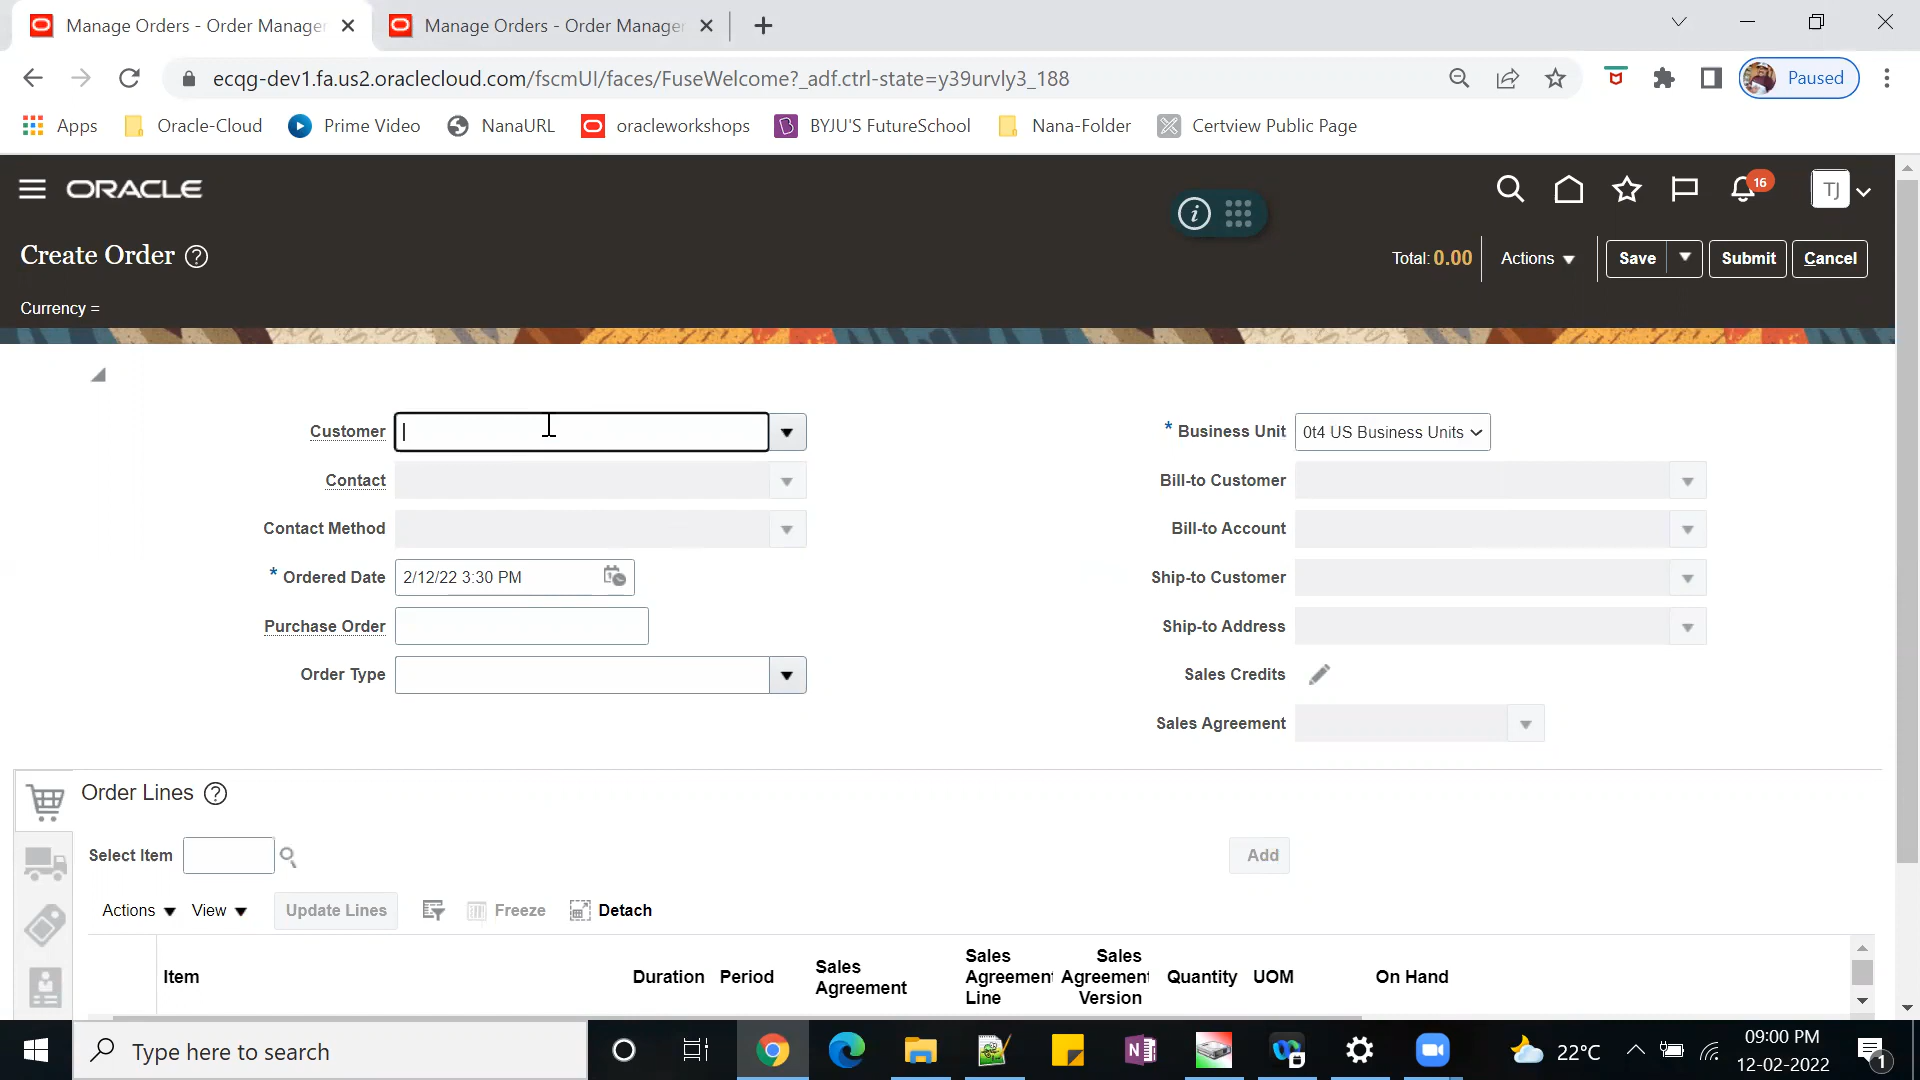 Manage Orders - Order Manager
Manage Orders - Order Manager
ecqg-dev1.fa.us2.oraclecloud.com/fscmUI/faces/FuseWelcome?_adf.ctrl-state=y39urvly3_188
Paused
Apps
Oracle-Cloud
Prime Video
NanaURL
oracleworkshops
BYJU'S FutureSchool
Nana-Folder
Certview Public Page
ORACLE
16
TJ
Create Order
Total: 0.00
Actions
Save
Submit
Cancel
Currency =
Customer
* Business Unit 0t4 US Business Units
Contact
Bill-to Customer
Contact Method
Bill-to Account
* Ordered Date 2/12/22 3:30 PM
Ship-to Customer
Purchase Order
Ship-to Address
Order Type
Sales Credits
Sales Agreement
Order Lines
Select Item
Add
Actions
View
Update Lines
Freeze
Detach
Item
Duration
Period
Sales
Agreement
Sales
Agreement
Line
Sales
Agreement
Version
Quantity
UOM
On Hand
Type here to search
22°C
09:00 PM
12-02-2022
1